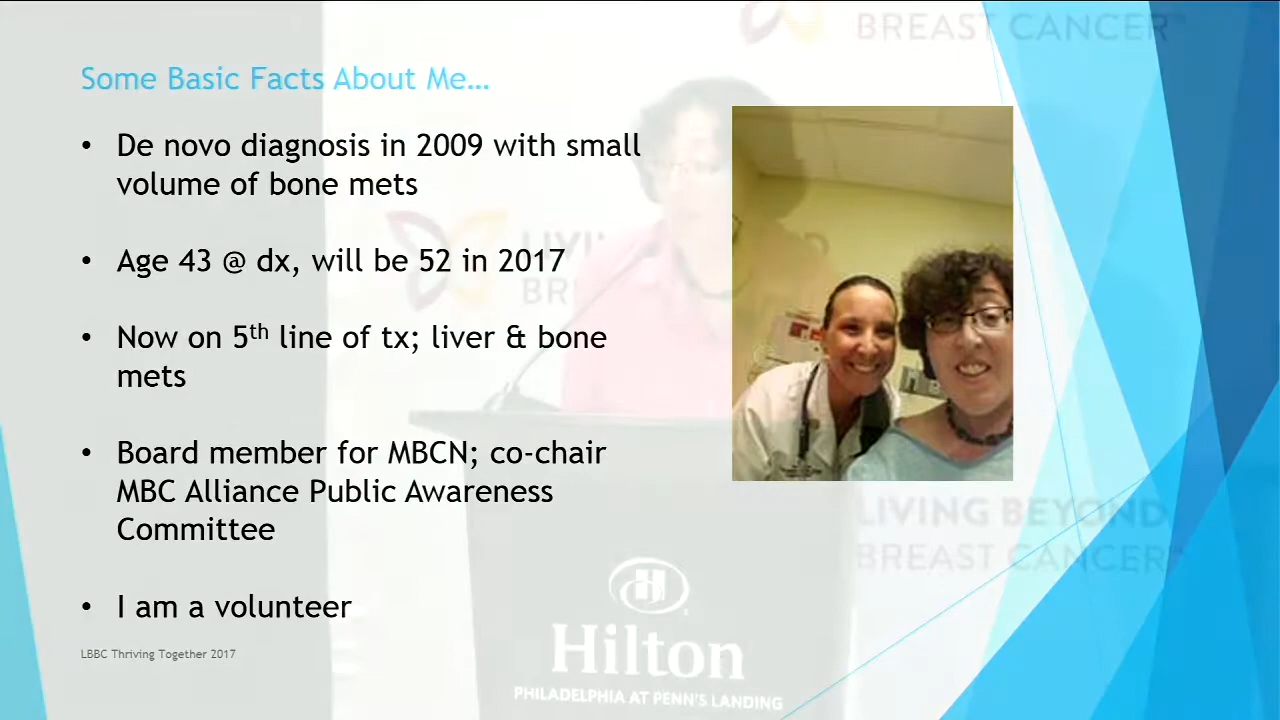 BREAST CANCER
Some Basic Facts About Me...
• De novo diagnosis in 2009 with small
volume of bone mets
• Age 43 @ dx, will be 52 in 2017
• Now on 5th line of tx; liver & bone
mets
• Board member for MBCN; co-chair
MBC Alliance Public Awareness
Committee
• I am a volunteer
LBBC Thriving Together 2017
LIVING BEYOND
BREAST CANCER
H
Hilton
PHILADELPHIA AT PENN'S LANDING